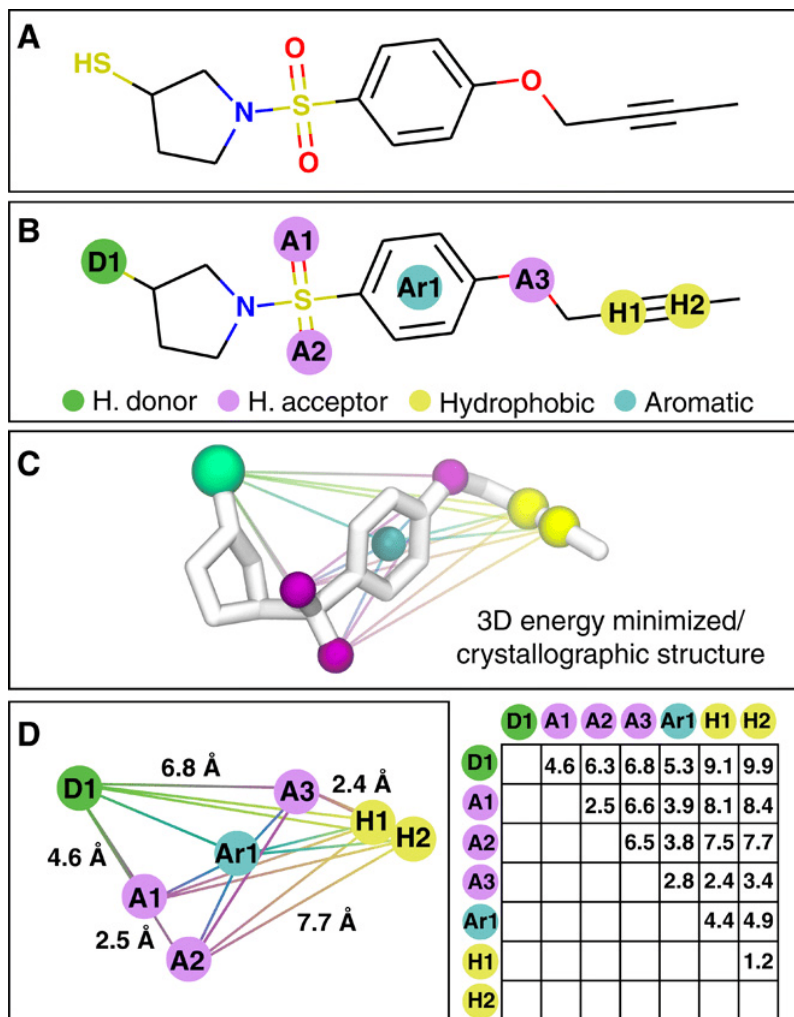 A
HS
N
S
O
O
O
B
D1
N
A1
S
A2
Ar1
A3
H1
H2
H. donor
H. acceptor
Hydrophobic
Aromatic
C
3D energy minimized/
crystallographic structure
D
D1
6.8 Å
A3
2.4 Å
H1
H2
Ar1
4.6 Å
A1
2.5 Å
A2
7.7 Å
D1 A1 A2 A3 Ar1 H1 H2
D1 4.6 6.3 6.8 5.3 9.1 9.9
A1 2.5 6.6 3.9 8.1 8.4
A2 6.5 3.8 7.5 7.7
A3 2.8 2.4 3.4
Ar1 4.4 4.9
H1 1.2
H2